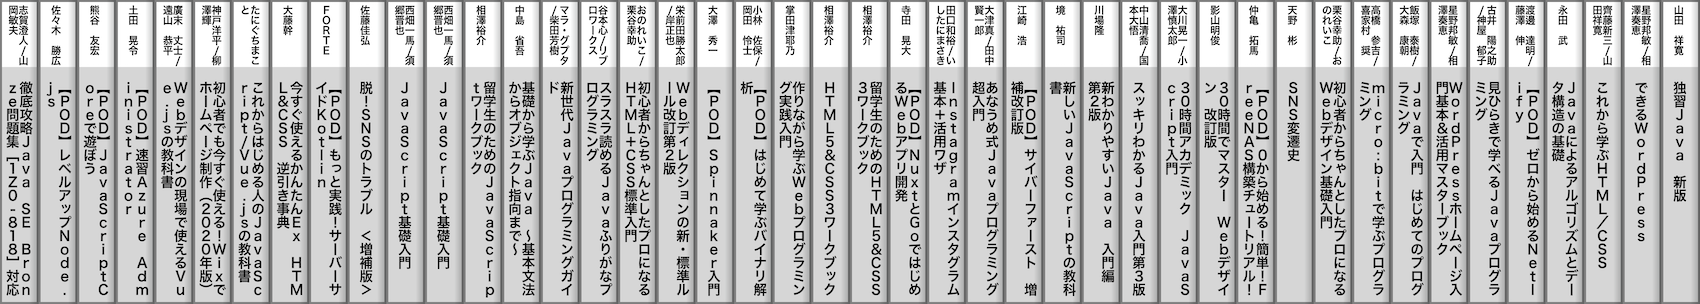 山田 祥寛
独習Java 新版
星野邦敏/相澤奏恵
できるWordPress
齊藤新三/山田祥寛
これから学ぶHTML/CSS
永田 武
Javaによるアルゴリズムとデータ構造の基礎
渡邊 達明/藤澤 伸
【POD】ゼロから始めるNetlify
古井 陽之助/神屋 郁子
見ひらきで学べるJavaプログラミング
星野邦敏/相澤奏恵
WordPressホームページ入門基本&活用マスターブック
飯塚 泰樹/大森 康朝
Javaで入門 はじめてのプログラミング
高橋 参吉/喜家村 奨
micro:bitで学ぶプログラミング
栗谷幸助/おのれいこ
初心者からちゃんとしたプロになる Webデザイン基礎入門
天野 彬
SNS変遷史
仲亀 拓馬
【POD】0から始める!簡単!FreeNAS構築チュートリアル!
影山明俊
30時間でマスター Webデザイン 改訂版
大川晃一/小澤慎太郎
30時間アカデミック JavaScript入門
中山清喬/国本大悟
スッキリわかるJava入門第3版
川場隆
新わかりやすいJava 入門編 第2版
境 祐司
新しいJavaScriptの教科書
江崎 浩
【POD】サイバーファースト 増補改訂版
大津真/田中賢一郎
あなうめ式Javaプログラミング超入門
田口和裕/いしたにまさき
Instagramインスタグラム基本+活用ワザ
寺田 晃大
【POD】NuxtとGoではじめるWebアプリ開発
相澤裕介
留学生のためのHTML5&CSS3ワークブック
相澤裕介
HTML5&CSS3ワークブック
掌田津耶乃
作りながら学ぶWebプログラミング実践入門
小林 佐保/岡田 怜士
【POD】はじめて学ぶバイナリ解析
大澤 秀一
【POD】Spinnaker入門
栄前田勝太郎/岸正也
Webディレクションの新・標準ルール改訂第2版
おのれいこ/栗谷幸助
初心者からちゃんとしたプロになる HTML+CSS標準入門
谷本心/リブロワークス
スラスラ読めるJavaふりがなプログラミング
マラ・グプタ/柴田芳樹
新世代Javaプログラミングガイド
中島 省吾
基礎から学ぶJava ~基本文法からオブジェクト指向まで~
相澤裕介
留学生のためのJavaScriptワークブック
西畑一馬/須郷晋也
JavaScript基礎入門
西畑一馬/須郷晋也
JavaScript基礎入門
佐藤佳弘
脱!SNSのトラブル <増補版>
FORTE
【POD】もっと実践!サーバーサイドKotlin
大藤幹
今すぐ使えるかんたんEx HTML&CSS 逆引き事典
たにぐちまこと
これからはじめる人のJavaScript/Vue.jsの教科書
神戸洋平/柳澤輝
初心者でも今すぐ使える!Wixでホームページ制作(2020年版)
廣末 丈士/遠山 恭平
Webデザインの現場で使えるVue.jsの教科書
土田 晃令
【POD】速習Azure Administrator
熊谷 友宏
【POD】JavaScriptCoreで遊ぼう
佐々木 勝広
【POD】レベルアップNode.js
志賀澄人/山岡敏夫
徹底攻略Java SE Bronze問題集[1Z0-818]対応